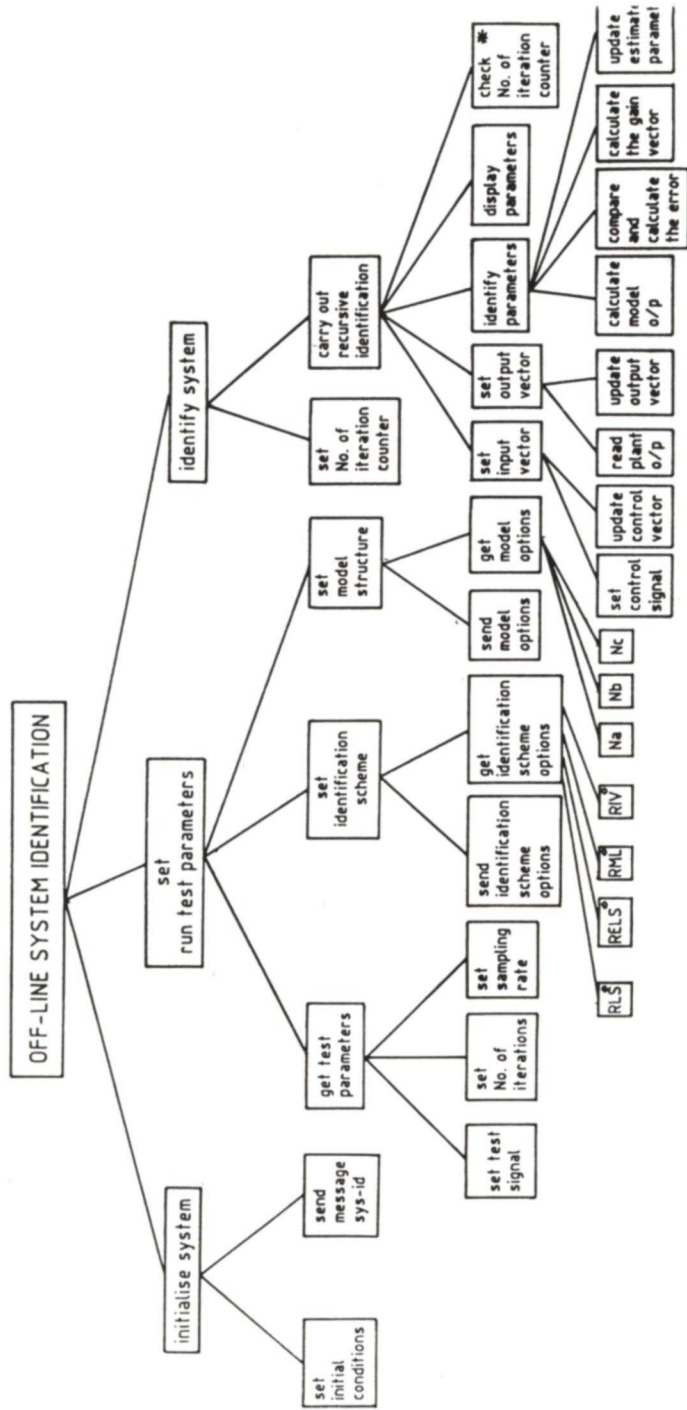 OFF-LINE SYSTEM IDENTIFICATION
initialise system
set
run test parameters
identify system
set
initial
conditions
send
message
sys-id
get test
parameters
set
identification
scheme
set
model
structure
set
No. of
iteration
counter
carry out
recursive
identification
set test
signal
set
No. of
iterations
set
sampling
rate
send
identification
scheme
options
get
identification
scheme
options
send
model
options
get
model
options
set
input
vector
set
output
vector
identify
parameters
display
parameters
check *
No. of
iteration
counter
RLS°
RELS°
RML°
RIV°
Na
Nb
Nc
set
control
signal
update
control
vector
read
plant
o/p
update
output
vector
calculate
model
o/p
compare
and
calculate
the error
calculate
the gain
vector
update
estimat
paramet